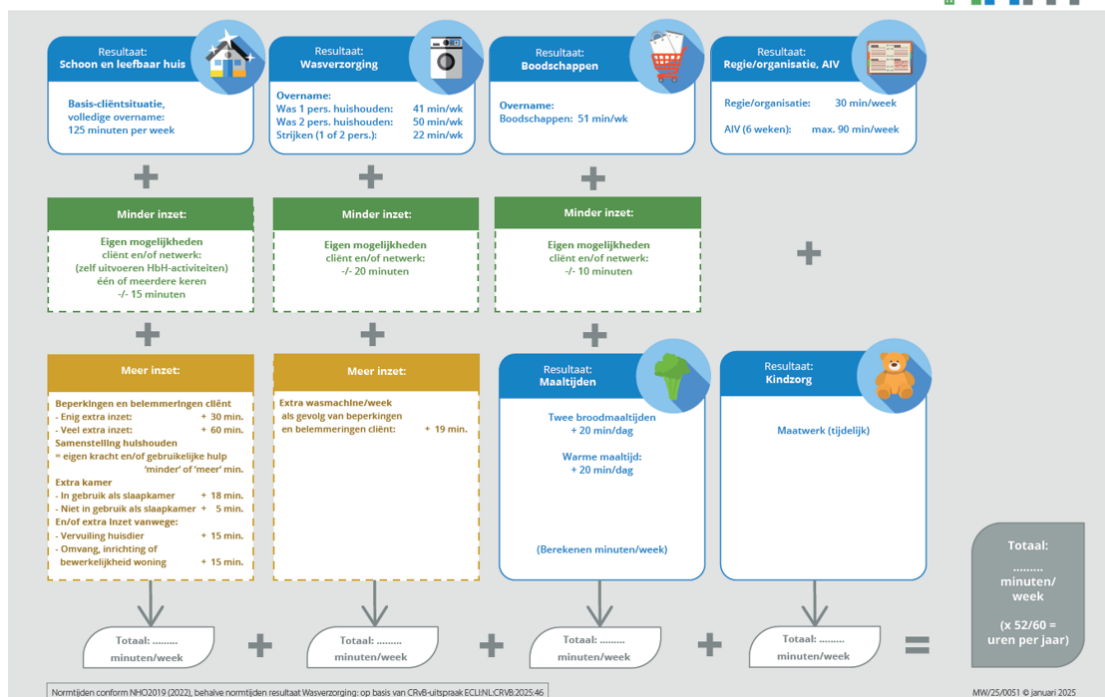 Resultaat:
Schoon en leefbaar huis
Basis-cliëntsituatie,
volledige overname:
125 minuten per week
Resultaat:
Wasverzorging
Overname:
Was 1 pers. huishouden: 41 min/wk
Was 2 pers. huishouden: 50 min/wk
Strijken (1 of 2 pers.): 22 min/wk
Resultaat:
Boodschappen
Overname:
Boodschappen: 51 min/wk
Resultaat:
Regie/organisatie, AIV
Regie/organisatie: 30 min/week
AIV (6 weken): max. 90 min/week
+
+
+
Minder inzet:
Eigen mogelijkheden
cliënt en/of netwerk:
(zelf uitvoeren HbH-activiteiten)
één of meerdere keren
-/- 15 minuten
Minder inzet:
Eigen mogelijkheden
cliënt en/of netwerk:
-/- 20 minuten
Minder inzet:
Eigen mogelijkheden
cliënt en/of netwerk:
-/- 10 minuten
+
+
+
+
Meer inzet:
Beperkingen en belemmeringen cliënt
- Enig extra inzet: + 30 min.
- Veel extra inzet: + 60 min.
Samenstelling huishouden
= eigen kracht en/of gebruikelijke hulp
'minder' of 'meer' min.
Extra kamer
- In gebruik als slaapkamer + 18 min.
- Niet in gebruik als slaapkamer + 5 min.
En/of extra inzet vanwege:
- Vervuiling huisdier + 15 min.
- Omvang, inrichting of
bewerkelijkheid woning + 15 min.
Meer inzet:
Extra wasmachine/week
als gevolg van beperkingen
en belemmeringen cliënt: + 19 min.
Resultaat:
Maaltijden
Twee broodmaaltijden
+ 20 min/dag
Warme maaltijd:
+ 20 min/dag
(Berekenen minuten/week)
Resultaat:
Kindzorg
Maatwerk (tijdelijk)
Totaal: .........
minuten/week
+
Totaal: .........
minuten/week
+
Totaal: .........
minuten/week
+
Totaal: .........
minuten/week
=
Totaal:
.........
minuten/
week
(x 52/60 =
uren per jaar)
Normtijden conform NHO2019 (2022), behalve normtijden resultaat Wasverzorging: op basis van CRvB-uitspraak ECLI:NL:CRVB:2025:46
MW/25/0051 © januari 2025